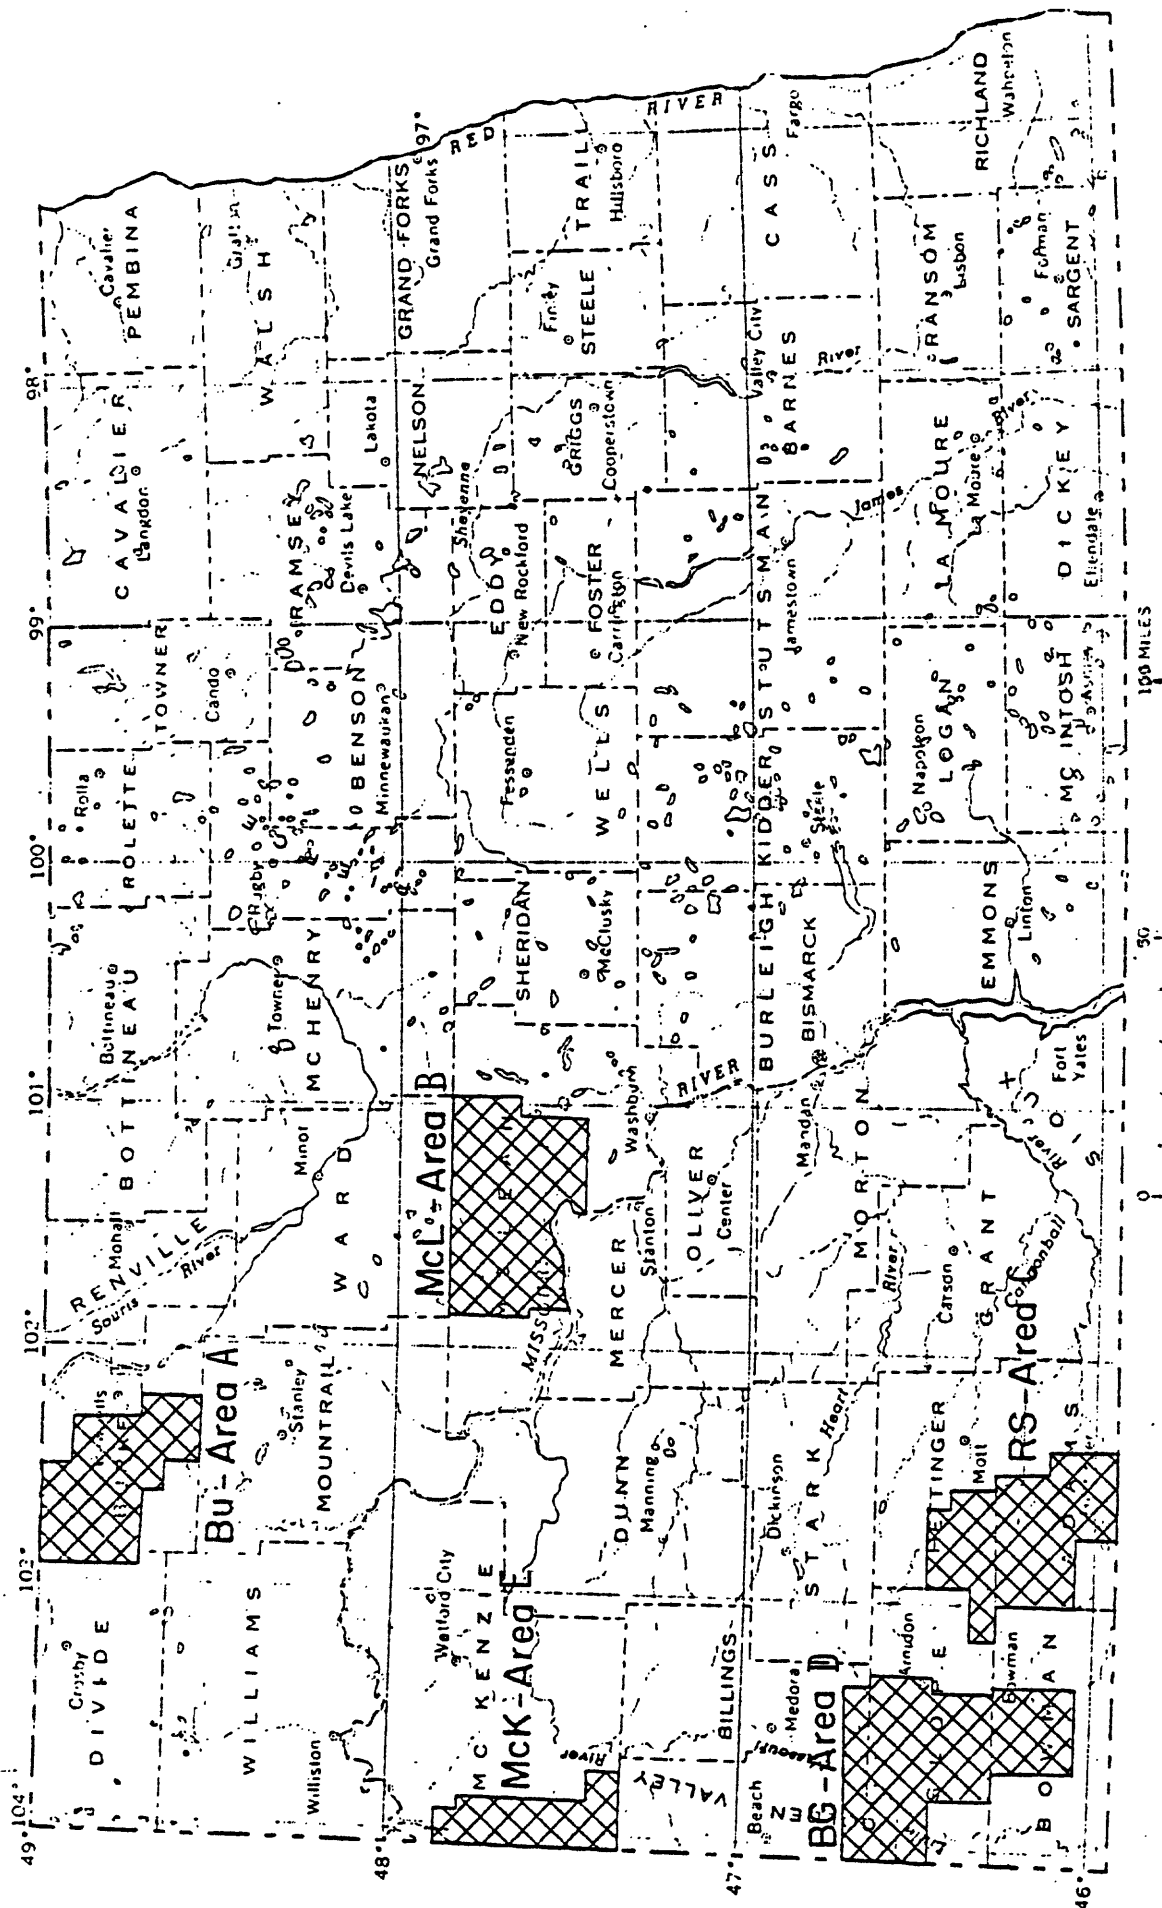 104°
103°
102°
101°
100°
99°
98°
97°
49°
48°
47°
46°
DIVIDE
Crosby
WILLIAMS
Williston
Bu-Area A
MOUNTRAIL
Stanley
RENVILLE
Mohall
Souris
River
BOTTINEAU
Bottineau
WARD
Minot
MCHENRY
Towner
ROLETTE
Rolla
Rugby
TOWNER
Cando
BENSON
Minnewaukan
CAVALIER
Langdon
RAMSEY
Devils Lake
PEMBINA
Cavalier
WALSH
Grafton
Lakota
NELSON
GRAND FORKS
Grand Forks
RED
RIVER
MC KENZIE
Watford City
McK-Area E
McL-Area B
DUNN
Manning
MERCER
Stanton
OLIVER
Center
Washburn
RIVER
SHERIDAN
McClusky
WELLS
Fessenden
EDDY
New Rockford
Sheyenne
FOSTER
Carrington
GRIGGS
Cooperstown
STEELE
Finley
TRAILL
Hillsboro
BILLINGS
Medora
VALLEY
Beach
River
BG-Area D
STARK
Dickinson
Heart
River
MORTON
Mandan
BURLEIGH
BISMARCK
KIDDER
Steele
STUTSMAN
Jamestown
James
River
BARNES
Valley City
River
CASS
Fargo
Amidon
BOWMAN
Bowman
HETTINGER
Mott
RS-Area C
GRANT
Carson
Cannonball
River
Fort
Yates
EMMONS
Linton
LOGAN
Napoleon
MC INTOSH
Ashley
LA MOURE
La Moure
DICKEY
Ellendale
RANSOM
Lisbon
SARGENT
Forman
RICHLAND
Wahpeton
0
50
100 MILES